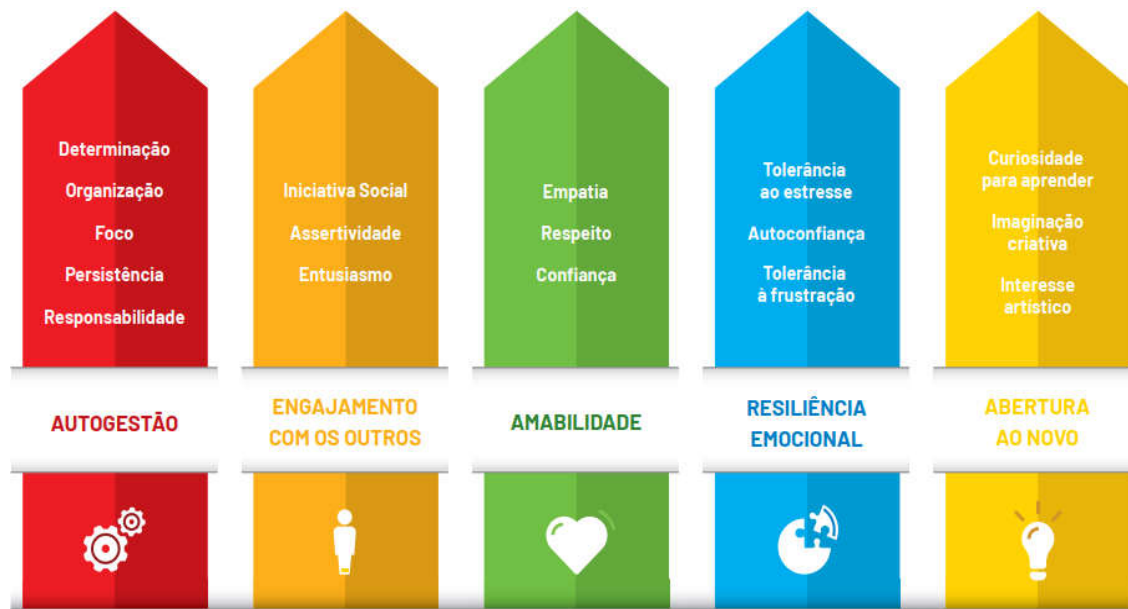 Determinação
Organização
Foco
Persistência
Responsabilidade
AUTOGESTÃO
Iniciativa Social
Assertividade
Entusiasmo
ENGAJAMENTO
COM OS OUTROS
Empatia
Respeito
Confiança
AMABILIDADE
Tolerância
ao estresse
Autoconfiança
Tolerância
à frustração
RESILIÊNCIA
EMOCIONAL
Curiosidade
para aprender
Imaginação
criativa
Interesse
artístico
ABERTURA
AO NOVO